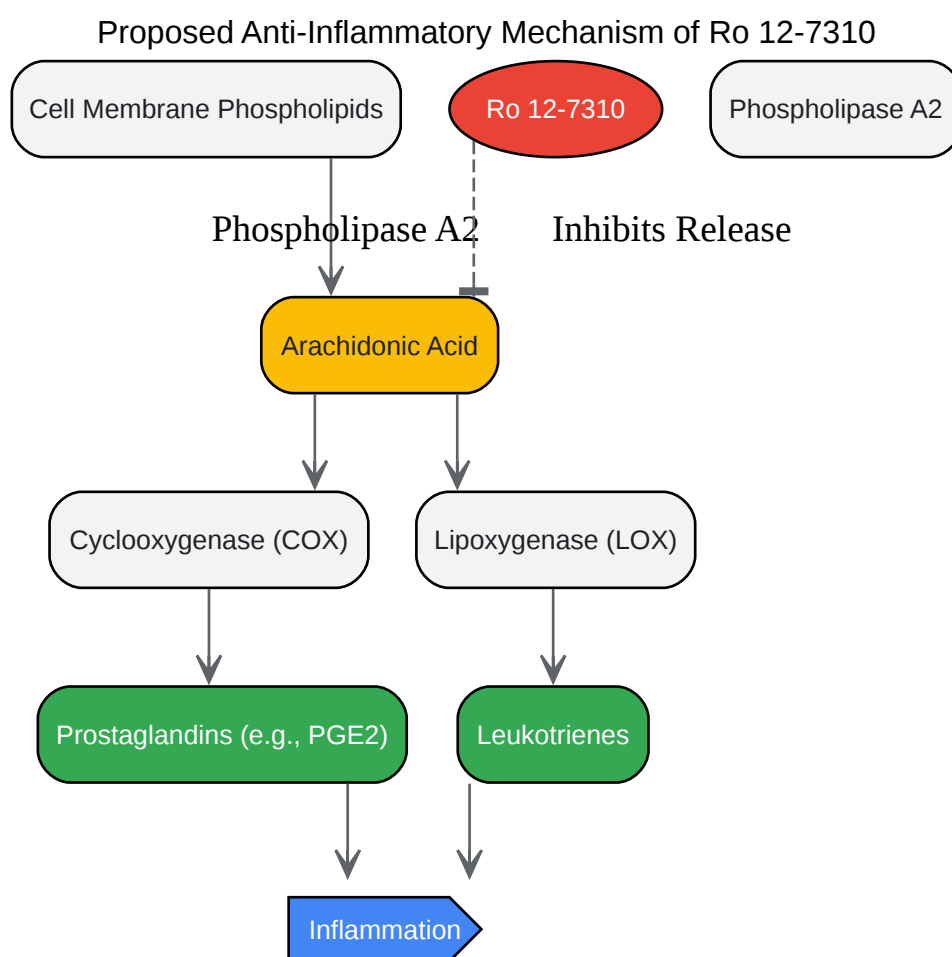 Proposed Anti-Inflammatory Mechanism of Ro 12-7310
Cell Membrane Phospholipids
Ro 12-7310
Phospholipase A2
Phospholipase A2
Inhibits Release
Arachidonic Acid
Cyclooxygenase (COX)
Lipoxygenase (LOX)
Prostaglandins (e.g., PGE2)
Leukotrienes
Inflammation